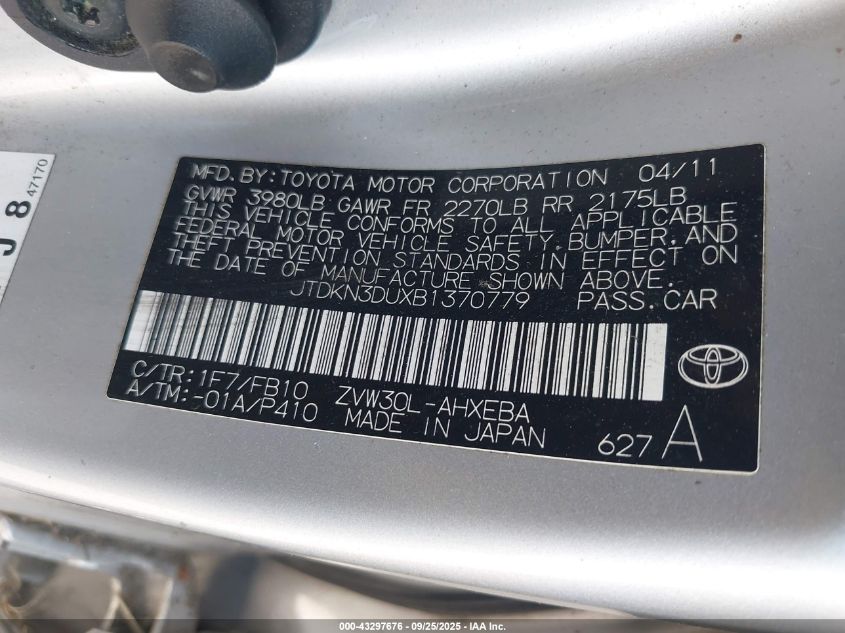 MFD. BY: TOYOTA MOTOR CORPORATION 04/11
GVWR 3980LB GAWR FR 2270LB RR 2175LB
THIS VEHICLE CONFORMS TO ALL APPLICABLE
FEDERAL MOTOR VEHICLE SAFETY, BUMPER, AND
THEFT PREVENTION STANDARDS IN EFFECT ON
THE DATE OF MANUFACTURE SHOWN ABOVE.
JTDKN3DUXB1370779 PASS. CAR
C/TR: 1F7/FB10 ZVW30L-AHXEBA
A/TM: -01A/P410 MADE IN JAPAN 627 A
J 8 47170
000-43297676 - 09/25/2025 - IAA Inc.